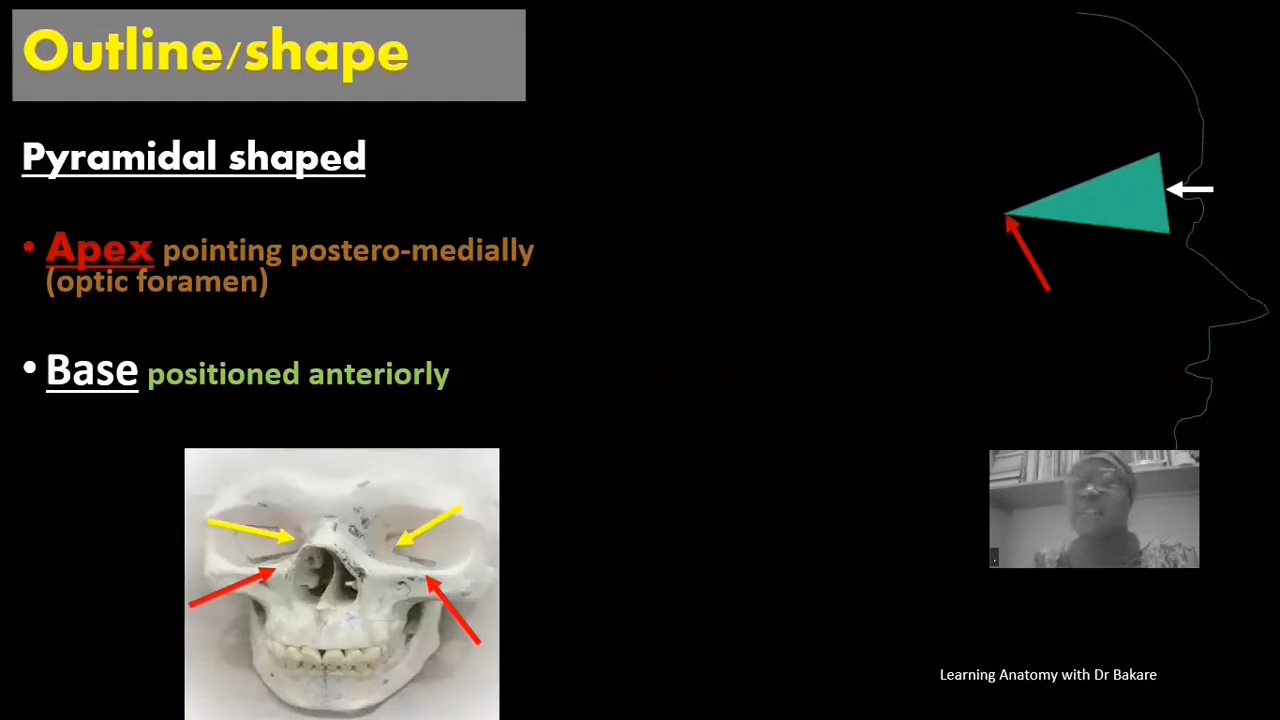 Outline/shape
Pyramidal shaped
• Apex pointing postero-medially
(optic foramen)
• Base positioned anteriorly
Learning Anatomy with Dr Bakare